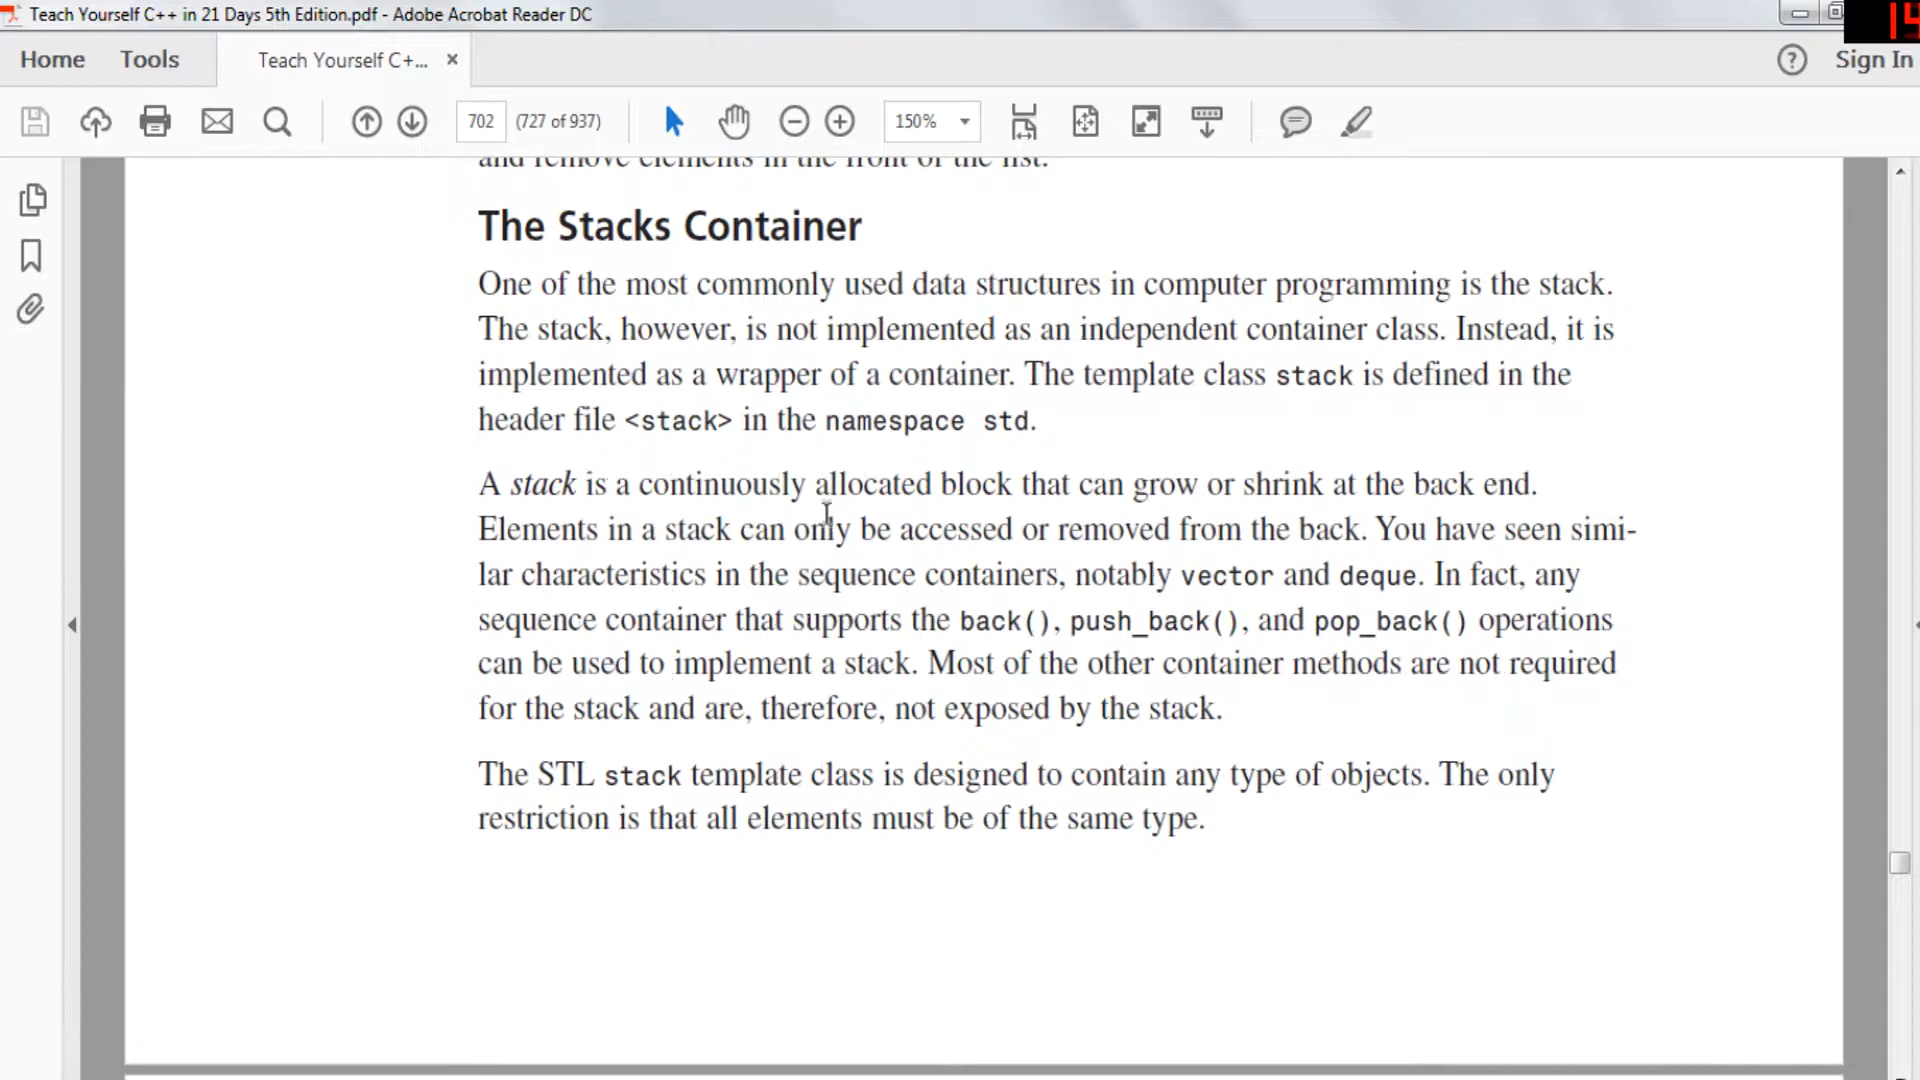 Teach Yourself C++ in 21 Days 5th Edition.pdf - Adobe Acrobat Reader DC
Home Tools Teach Yourself C+... × ? Sign In
702 (727 of 937) 150%
and remove elements in the front of the list.
The Stacks Container
One of the most commonly used data structures in computer programming is the stack.
The stack, however, is not implemented as an independent container class. Instead, it is
implemented as a wrapper of a container. The template class stack is defined in the
header file <stack> in the namespace std.
A stack is a continuously allocated block that can grow or shrink at the back end.
Elements in a stack can only be accessed or removed from the back. You have seen simi-
lar characteristics in the sequence containers, notably vector and deque. In fact, any
sequence container that supports the back(), push_back(), and pop_back() operations
can be used to implement a stack. Most of the other container methods are not required
for the stack and are, therefore, not exposed by the stack.
The STL stack template class is designed to contain any type of objects. The only
restriction is that all elements must be of the same type.